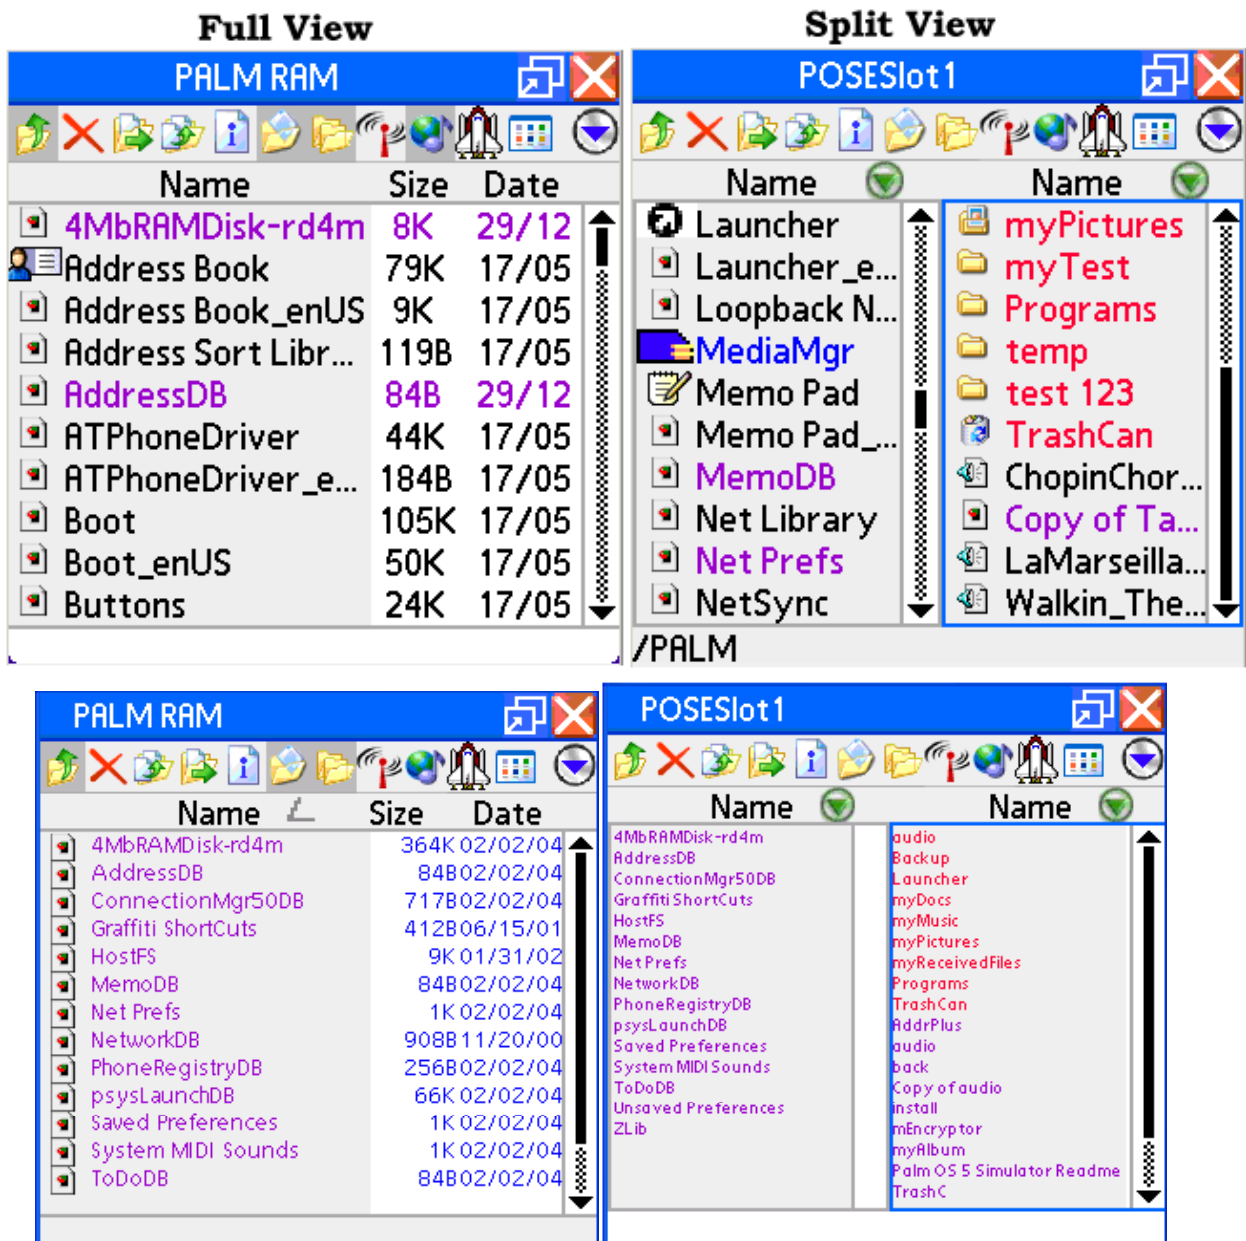 Full View
PALM RAM
Name Size Date
4MbRAMDisk-rd4m 8K 29/12
Address Book 79K 17/05
Address Book_enUS 9K 17/05
Address Sort Libr... 119B 17/05
AddressDB 84B 29/12
ATPhoneDriver 44K 17/05
ATPhoneDriver_e... 184B 17/05
Boot 105K 17/05
Boot_enUS 50K 17/05
Buttons 24K 17/05
Split View
POSESlot1
Name Name
Launcher
Launcher_e...
Loopback N...
MediaMgr
Memo Pad
Memo Pad_...
MemoDB
Net Library
Net Prefs
NetSync
myPictures
myTest
Programs
temp
test 123
TrashCan
ChopinChor...
Copy of Ta...
LaMarseilla...
Walkin_The...
/PALM
PALM RAM
Name Size Date
4MbRAMDisk-rd4m 364K 02/02/04
AddressDB 84B 02/02/04
ConnectionMgr50DB 717B 02/02/04
Graffiti ShortCuts 412B 06/15/01
HostFS 9K 01/31/02
MemoDB 84B 02/02/04
Net Prefs 1K 02/02/04
NetworkDB 908B 11/20/00
PhoneRegistryDB 256B 02/02/04
psysLaunchDB 66K 02/02/04
Saved Preferences 1K 02/02/04
System MIDI Sounds 1K 02/02/04
ToDoDB 84B 02/02/04
POSESlot1
Name Name
4MbRAMDisk-rd4m
AddressDB
ConnectionMgr50DB
Graffiti ShortCuts
HostFS
MemoDB
Net Prefs
NetworkDB
PhoneRegistryDB
psysLaunchDB
Saved Preferences
System MIDI Sounds
ToDoDB
Unsaved Preferences
ZLib
audio
Backup
Launcher
myDocs
myMusic
myPictures
myReceivedFiles
Programs
TrashCan
AddrPlus
audio
back
Copy of audio
install
mEncryptor
myAlbum
Palm OS 5 Simulator Readme
TrashC